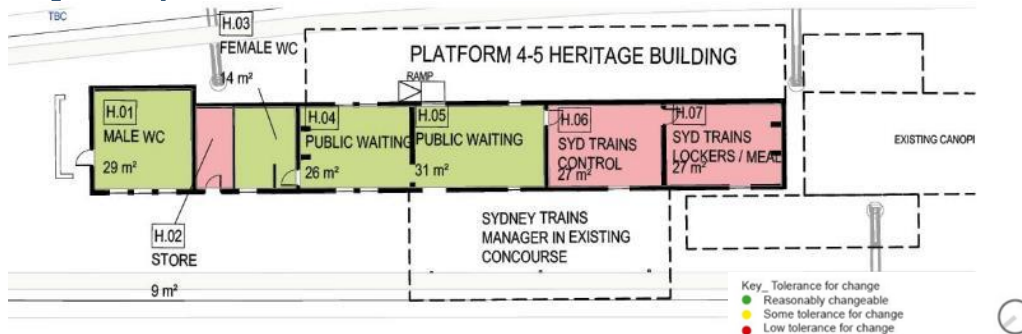 TBC
H.03
FEMALE WC
14 m²
PLATFORM 4-5 HERITAGE BUILDING
RAMP
H.01
MALE WC
29 m²
H.04
PUBLIC WAITING
26 m²
H.05
PUBLIC WAITING
31 m²
H.06
SYD TRAINS
CONTROL
27 m²
H.07
SYD TRAINS
LOCKERS / MEAL
27 m²
EXISTING CANOPI
H.02
STORE
9 m²
SYDNEY TRAINS
MANAGER IN EXISTING
CONCOURSE
Key_ Tolerance for change
Reasonably changeable
Some tolerance for change
Low tolerance for change